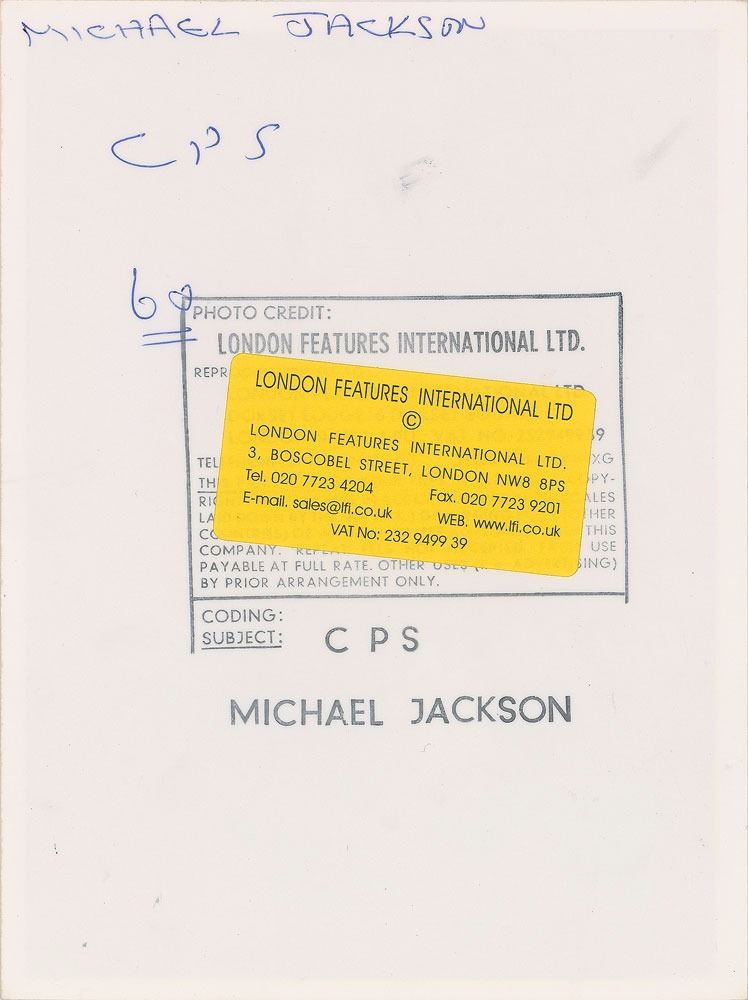 MICHAEL JACKSON
CPS
60
PHOTO CREDIT:
LONDON FEATURES INTERNATIONAL LTD.
LONDON FEATURES INTERNATIONAL LTD
©
LONDON FEATURES INTERNATIONAL LTD.
3, BOSCOBEL STREET, LONDON NW8 8PS
Tel. 020 7723 4204 Fax. 020 7723 9201
E-mail. sales@lfi.co.uk WEB. www.lfi.co.uk
VAT No: 232 9499 39
COMPANY. USE
PAYABLE AT FULL RATE. OTHER
BY PRIOR ARRANGEMENT ONLY.
CODING:
SUBJECT: CPS
MICHAEL JACKSON